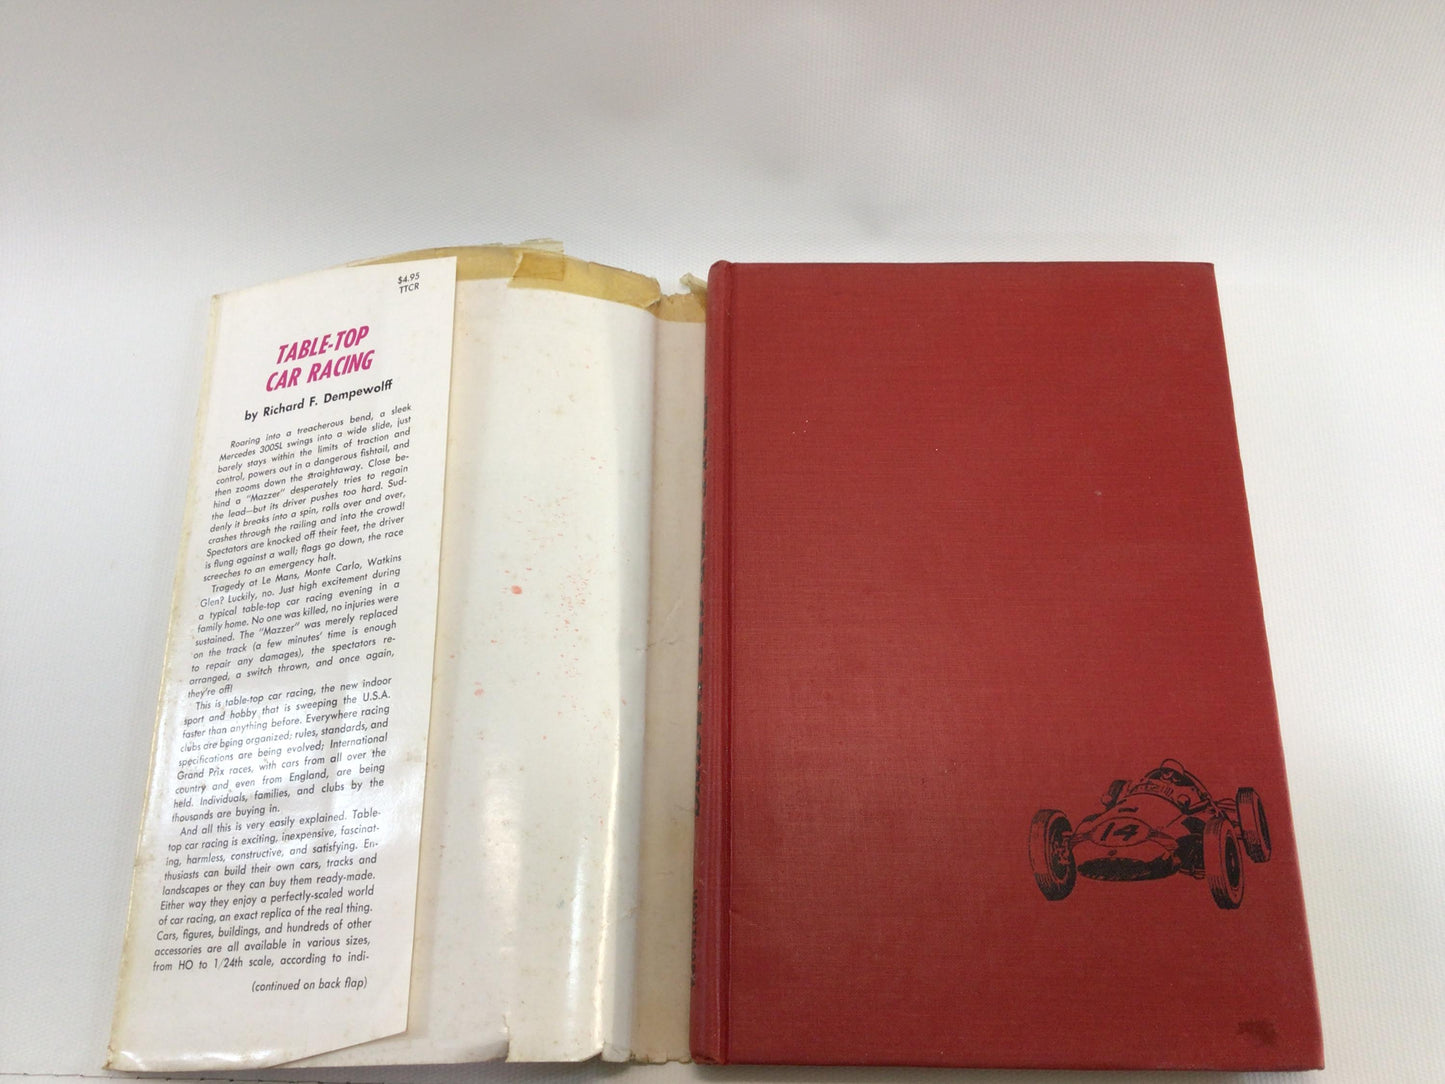 $4.95
TTCR
TABLE-TOP
CAR RACING
by Richard F. Dempewolff
Roaring into a treacherous bend, a sleek
Mercedes 300SL swings into a wide slide, just
barely stays within the limits of traction and
control, powers out in a dangerous fishtail, and
then zooms down the straightaway. Close be-
hind a "Mazzer" desperately tries to regain
the lead—but its driver pushes too hard. Sud-
denly it breaks into a spin, rolls over and over,
crashes through the railing and into the crowd!
Spectators are knocked off their feet, the driver
is flung against a wall; flags go down, the race
screeches to an emergency halt.
Tragedy at Le Mans, Monte Carlo, Watkins
Glen? Luckily, no. Just high excitement during
a typical table-top car racing evening in a
family home. No one was killed, no injuries were
sustained. The "Mazzer" was merely replaced
on the track (a few minutes' time is enough
to repair any damages), the spectators re-
arranged, a switch thrown, and once again,
they're off!
This is table-top car racing, the new indoor
sport and hobby that is sweeping the U.S.A.
faster than anything before. Everywhere racing
clubs are being organized; rules, standards, and
specifications are being evolved; International
Grand Prix races, with cars from all over the
country and even from England, are being
held. Individuals, families, and clubs by the
thousands are buying in.
And all this is very easily explained. Table-
top car racing is exciting, inexpensive, fascinat-
ing, harmless, constructive, and satisfying. En-
thusiasts can build their own cars, tracks and
landscapes or they can buy them ready-made.
Either way they enjoy a perfectly-scaled world
of car racing, an exact replica of the real thing.
Cars, figures, buildings, and hundreds of other
accessories are all available in various sizes,
from HO to 1/24th scale, according to indi-
(continued on back flap)
14